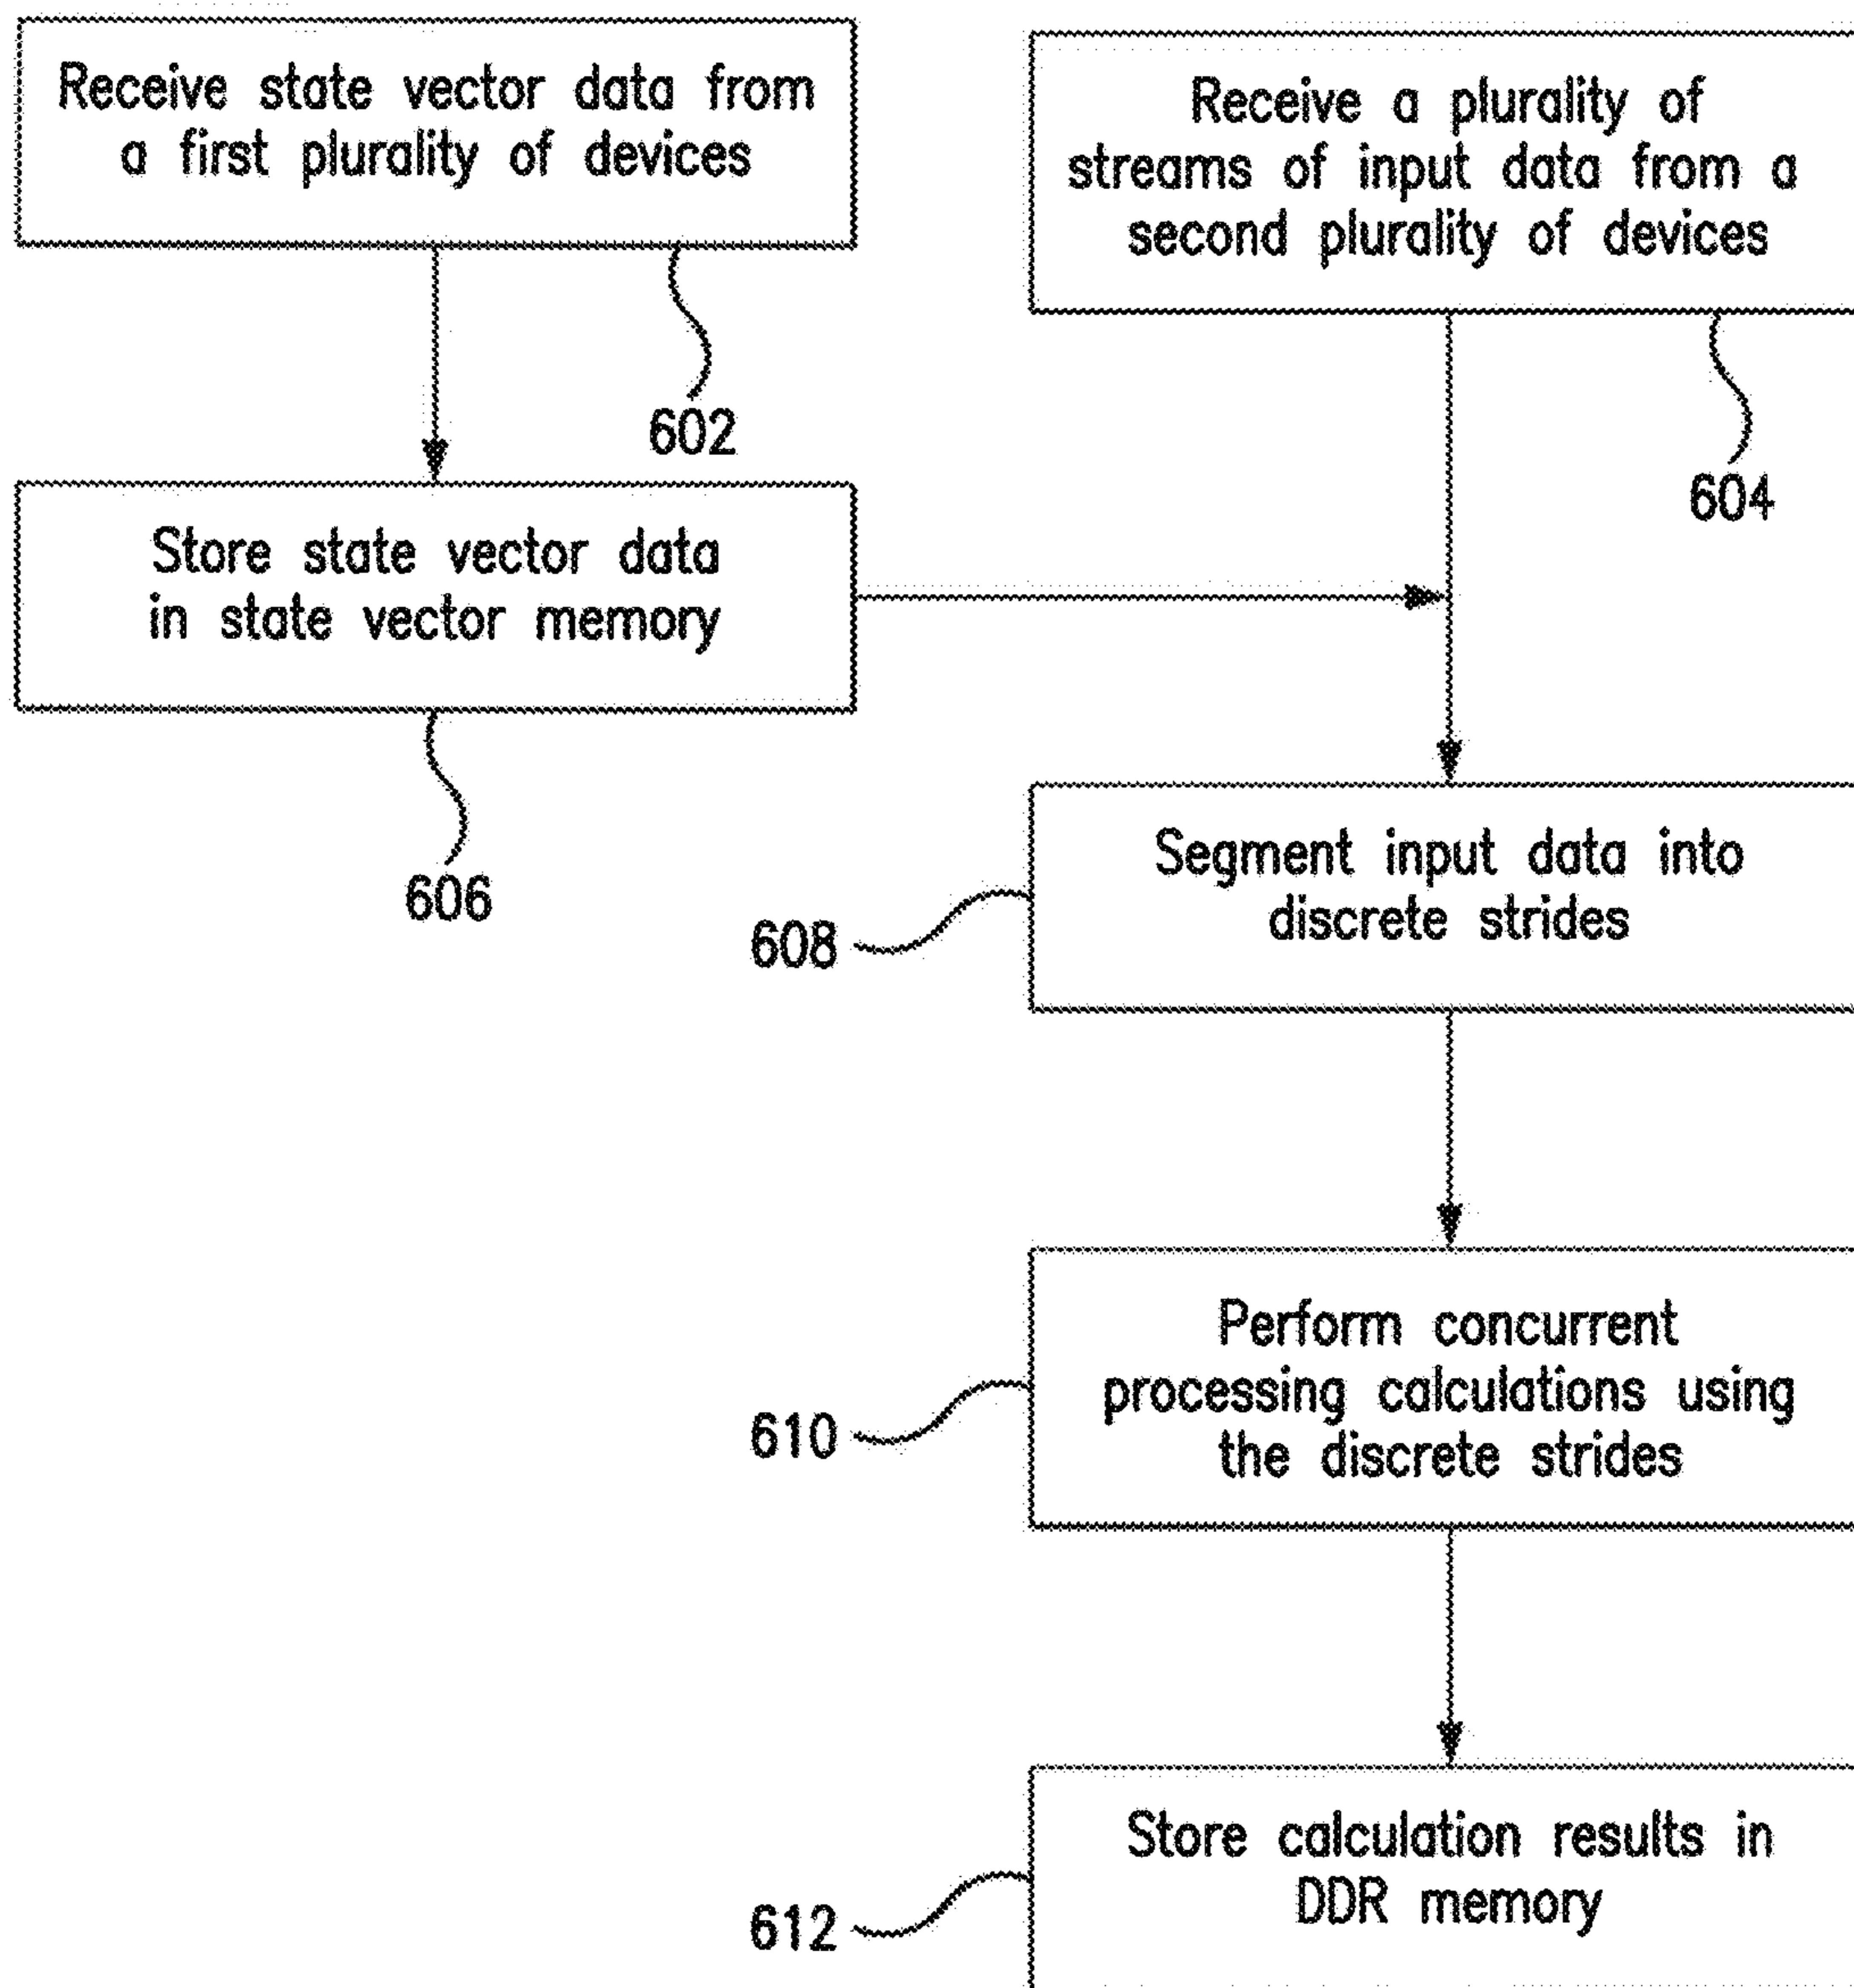 Receive state vector data from
a first plurality of devices
602
Receive a plurality of
streams of input data from a
second plurality of devices
604
Store state vector data
in state vector memory
606
Segment input data into
discrete strides
608
Perform concurrent
processing calculations using
the discrete strides
610
Store calculation results in
DDR memory
612